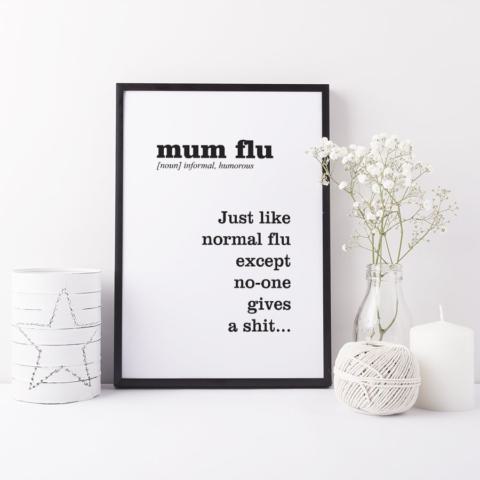 mum flu
[noun] informal, humorous
Just like
normal flu
except
no-one
gives
a shit...